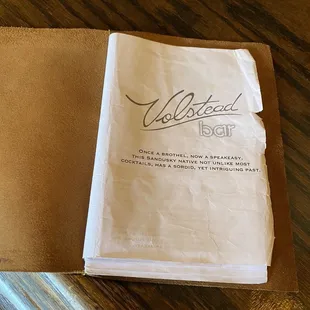 Volstead
bar
ONCE A BROTHEL, NOW A SPEAKEASY.
THIS SANDUSKY NATIVE NOT UNLIKE MOST
COCKTAILS, HAS A SORDID, YET INTRIGUING PAST.